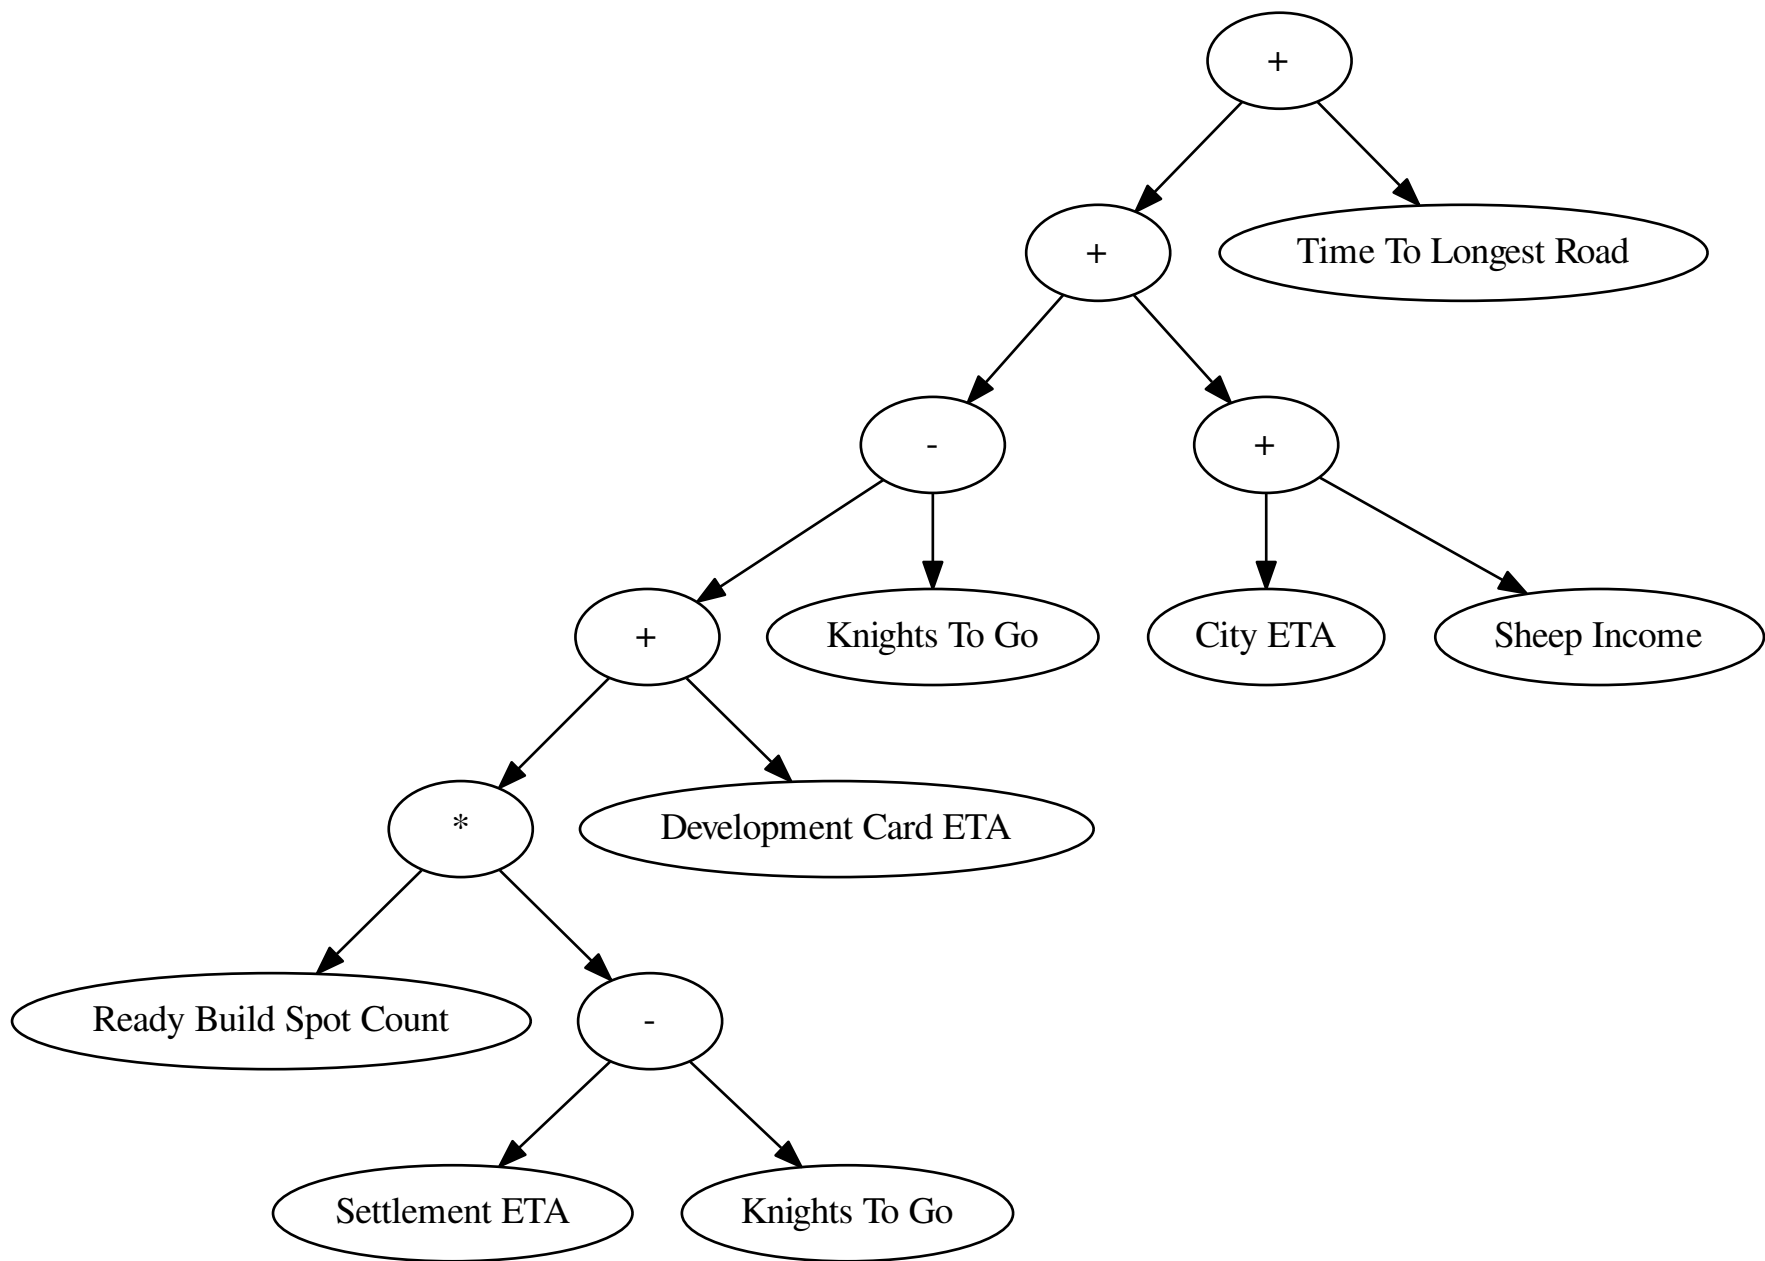 +
+
Time To Longest Road
-
+
+
Knights To Go
City ETA
Sheep Income
*
Development Card ETA
Ready Build Spot Count
-
Settlement ETA
Knights To Go